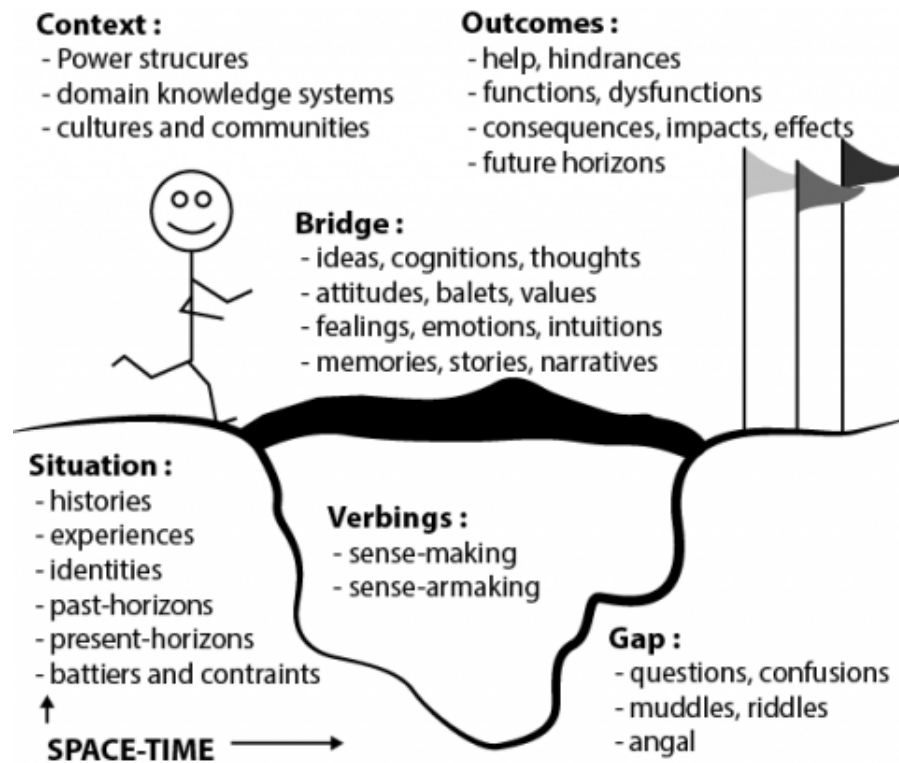 Context :
- Power strucures
- domain knowledge systems
- cultures and communities
Outcomes :
- help, hindrances
- functions, dysfunctions
- consequences, impacts, effects
- future horizons
Bridge :
- ideas, cognitions, thoughts
- attitudes, balets, values
- fealings, emotions, intuitions
- memories, stories, narratives
Situation :
- histories
- experiences
- identities
- past-horizons
- present-horizons
- battiers and contraints
Verbings :
- sense-making
- sense-armaking
Gap :
- questions, confusions
- muddles, riddles
- angal
SPACE-TIME